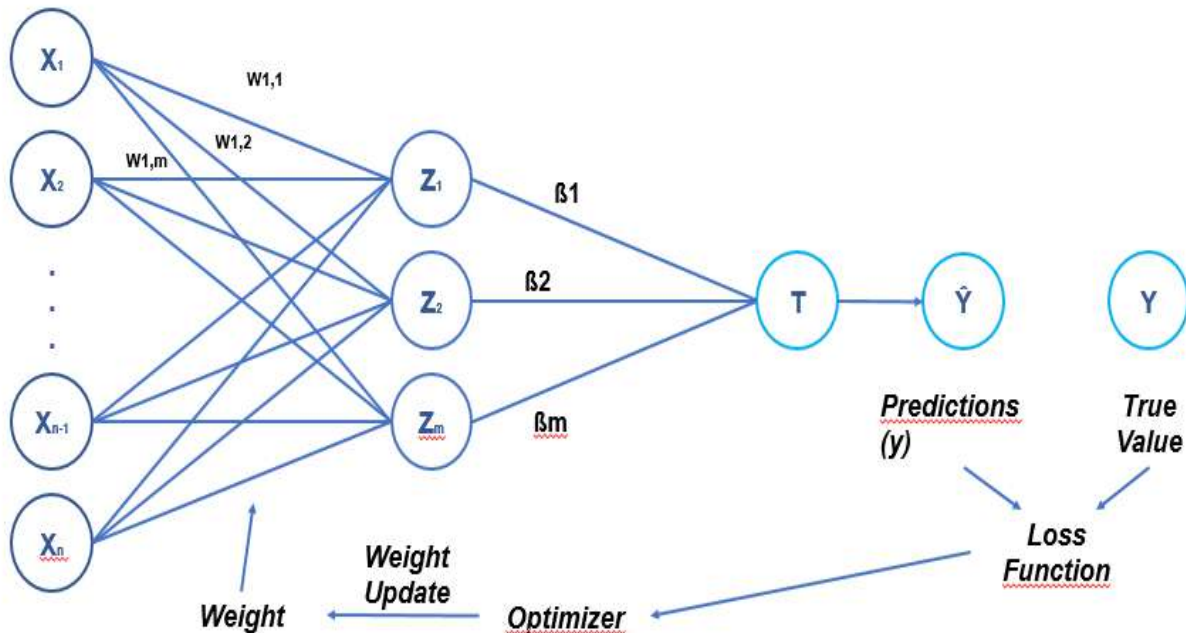 X₁
W1,1
W1,2
W1,m
X₂
Z₁
ß1
.
.
.
Z₂
ß2
T
Ŷ
Y
Xₙ₋₁
Zₘ
ßm
Predictions
(y)
True
Value
Xₙ
Weight
Update
Loss
Function
Weight
Optimizer